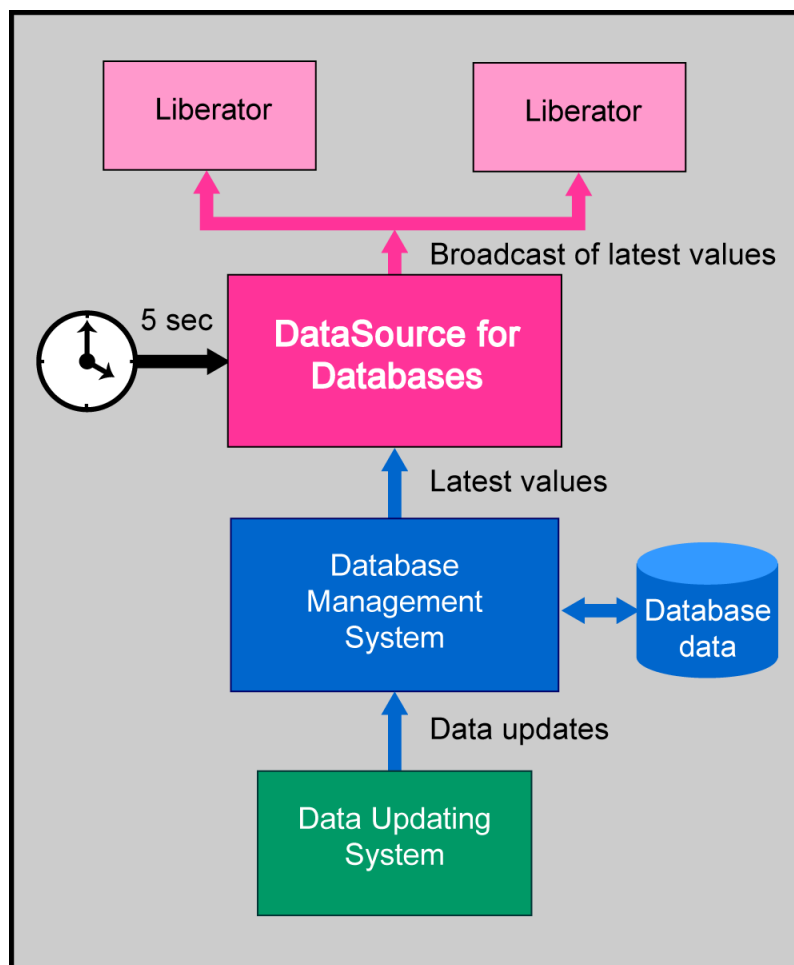 Liberator
Liberator
Broadcast of latest values
5 sec
DataSource for
Databases
Latest values
Database
Management
System
Database
data
Data updates
Data Updating
System